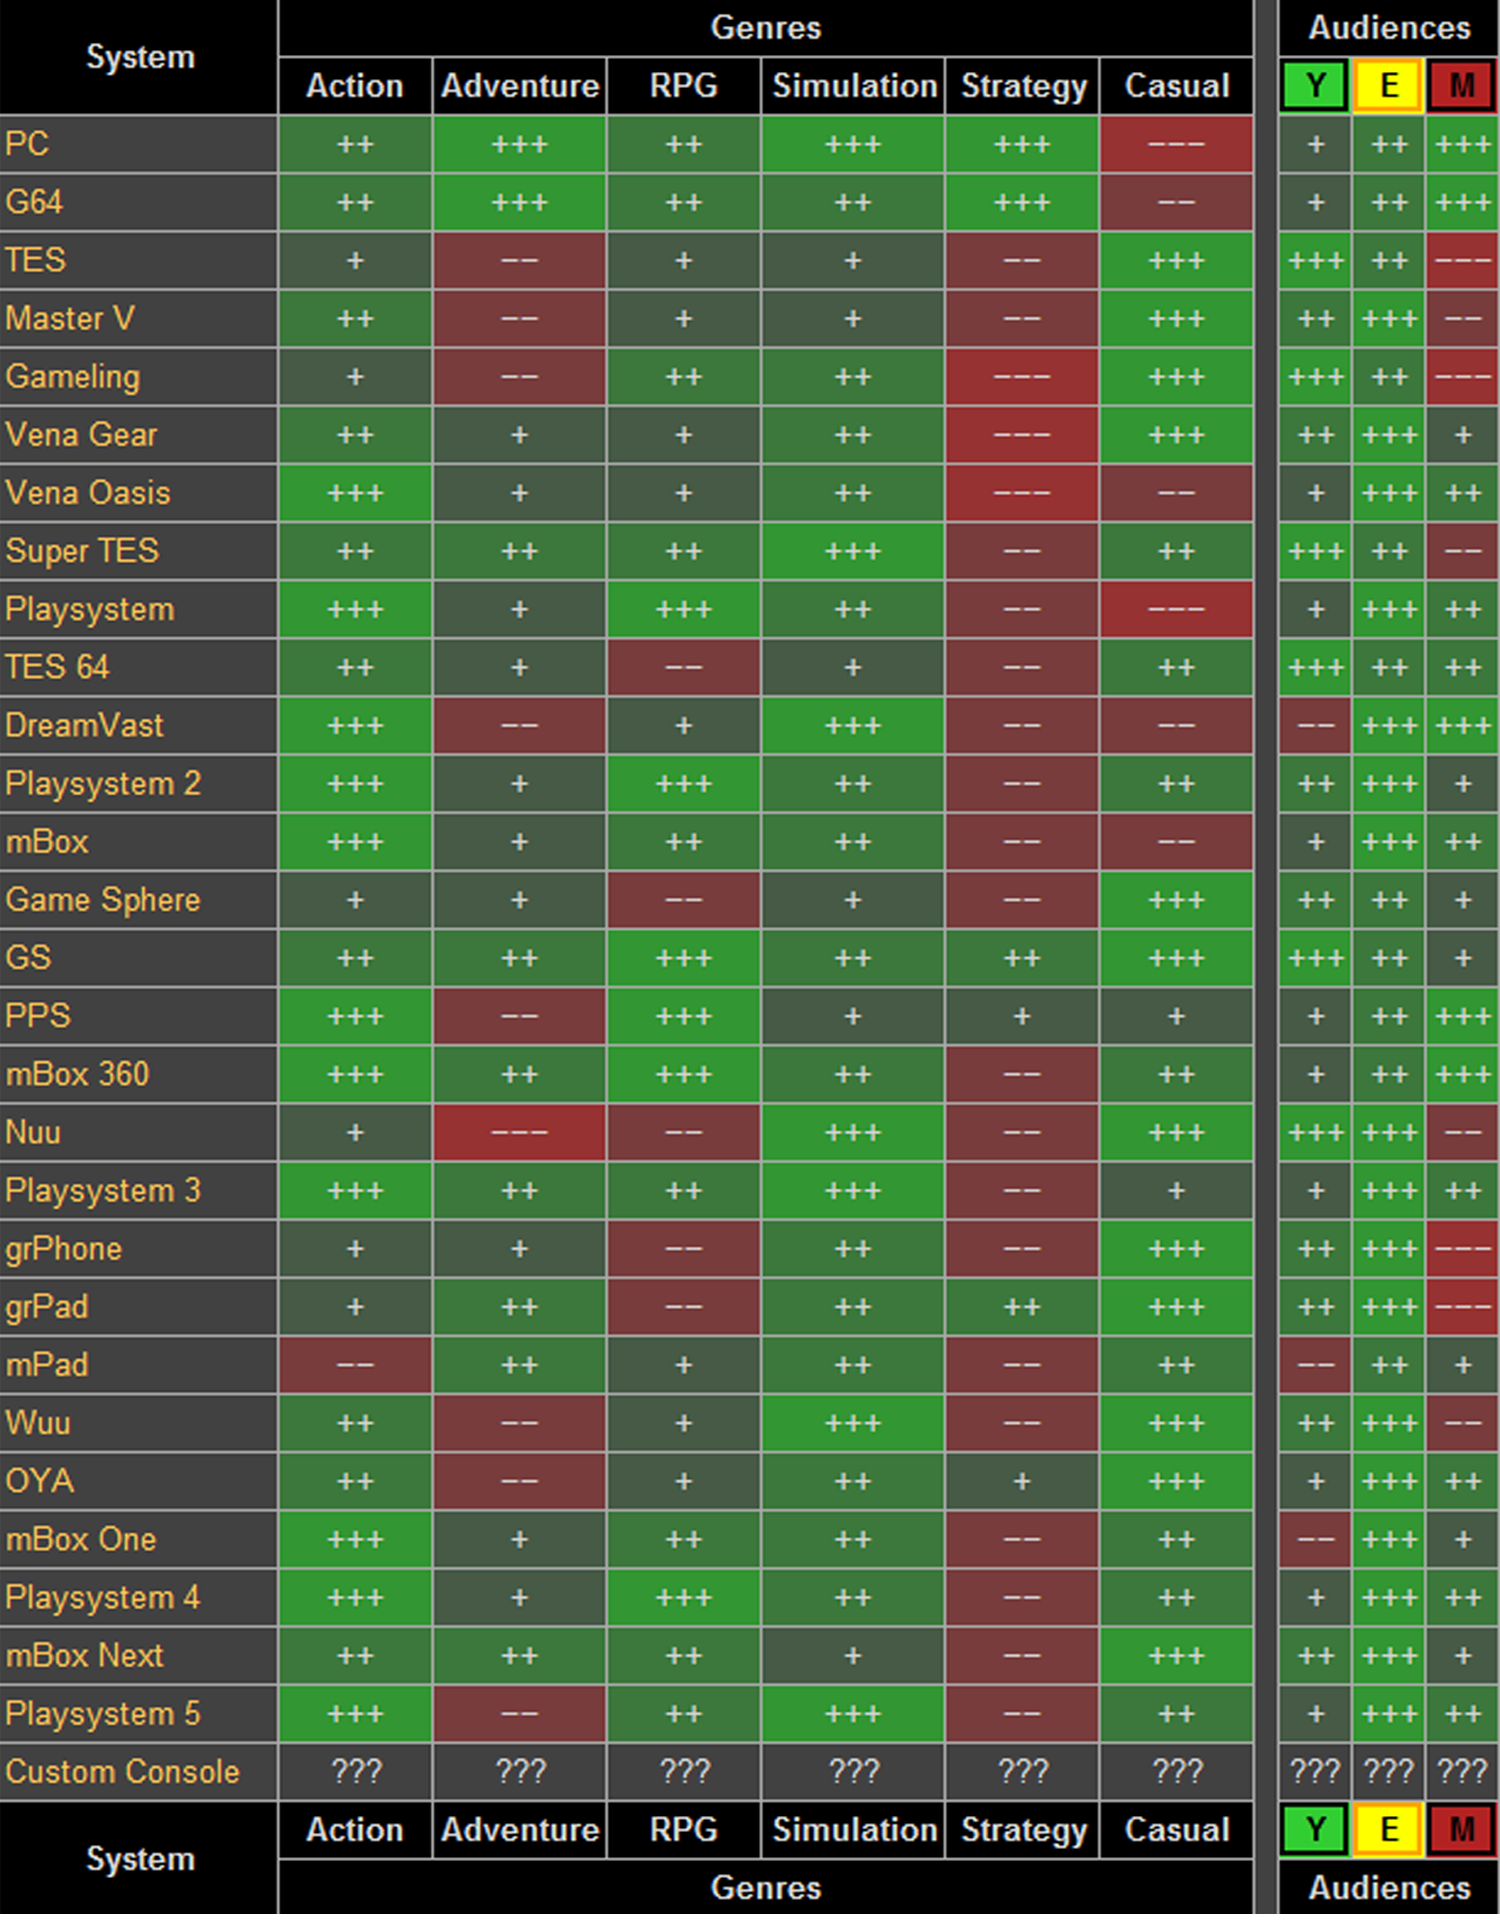 System Genres Audiences
Action Adventure RPG Simulation Strategy Casual Y E M
PC ++ +++ ++ +++ +++ −−− + ++ +++
G64 ++ +++ ++ ++ +++ −− + ++ +++
TES + −− + + −− +++ +++ ++ −−−
Master V ++ −− + + −− +++ ++ +++ −−
Gameling + −− ++ ++ −−− +++ +++ ++ −−−
Vena Gear ++ + + ++ −−− +++ ++ +++ +
Vena Oasis +++ + + ++ −−− −− + +++ ++
Super TES ++ ++ ++ +++ −− ++ +++ ++ −−
Playsystem +++ + +++ ++ −− −−− + +++ ++
TES 64 ++ + −− + −− ++ +++ ++ ++
DreamVast +++ −− + +++ −− −− −− +++ +++
Playsystem 2 +++ + +++ ++ −− ++ ++ +++ +
mBox +++ + ++ ++ −− −− + +++ ++
Game Sphere + + −− + −− +++ ++ ++ +
GS ++ ++ +++ ++ ++ +++ +++ ++ +
PPS +++ −− +++ + + + + ++ +++
mBox 360 +++ ++ +++ ++ −− ++ + ++ +++
Nuu + −−− −− +++ −− +++ +++ +++ −−
Playsystem 3 +++ ++ ++ +++ −− + + +++ ++
grPhone + + −− ++ −− +++ ++ +++ −−−
grPad + ++ −− ++ ++ +++ ++ +++ −−−
mPad −− ++ + ++ −− ++ −− ++ +
Wuu ++ −− + +++ −− +++ ++ +++ −−
OYA ++ −− + ++ + +++ + +++ ++
mBox One +++ + ++ ++ −− ++ −− +++ +
Playsystem 4 +++ + +++ ++ −− ++ + +++ ++
mBox Next ++ ++ ++ + −− +++ ++ +++ +
Playsystem 5 +++ −− ++ +++ −− ++ + +++ ++
Custom Console ??? ??? ??? ??? ??? ??? ??? ??? ???
System Action Adventure RPG Simulation Strategy Casual Y E M
Genres Audiences